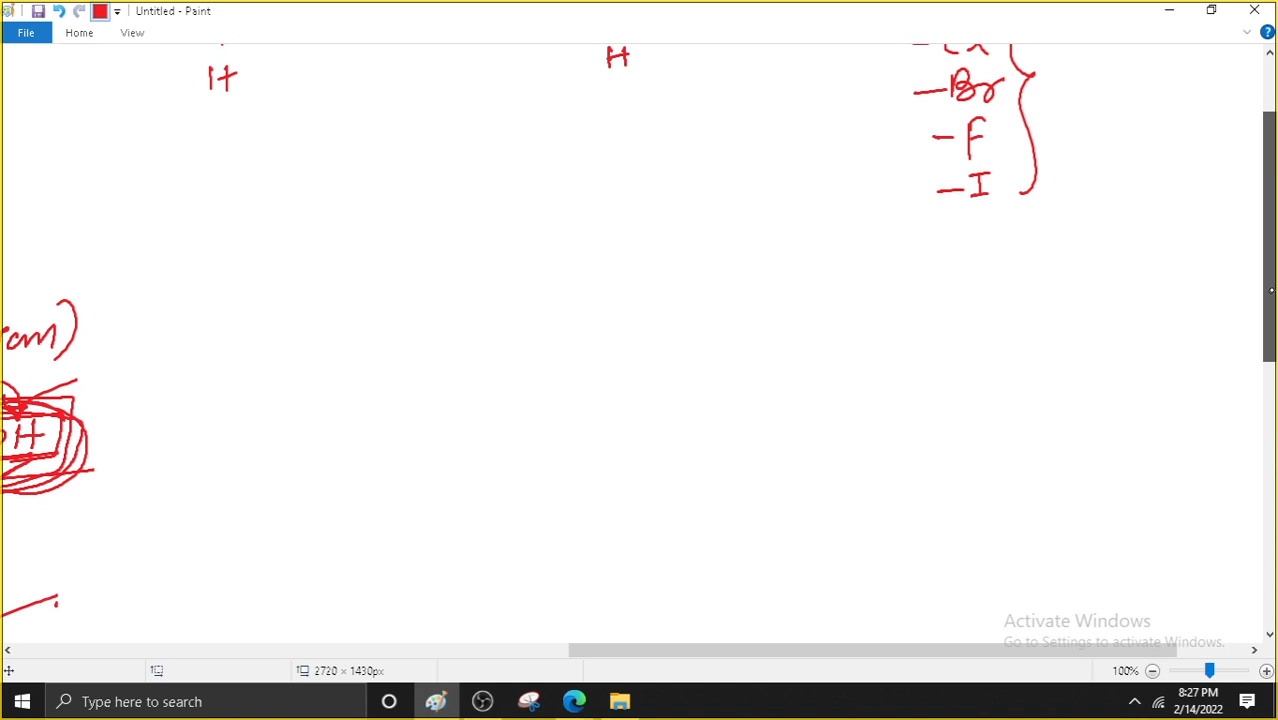 Untitled - Paint
File Home View
H
H
- Br
- F
- I
H
Activate Windows
Go to Settings to activate Windows.
2720 × 1430px
100%
Type here to search
8:27 PM
2/14/2022